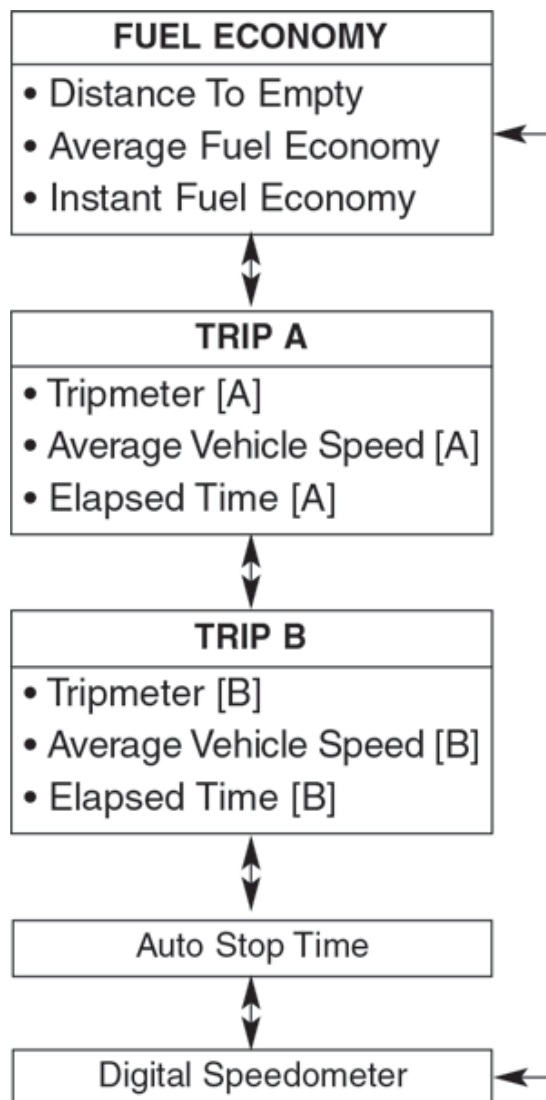 FUEL ECONOMY
• Distance To Empty
• Average Fuel Economy
• Instant Fuel Economy
TRIP A
• Tripmeter [A]
• Average Vehicle Speed [A]
• Elapsed Time [A]
TRIP B
• Tripmeter [B]
• Average Vehicle Speed [B]
• Elapsed Time [B]
Auto Stop Time
Digital Speedometer